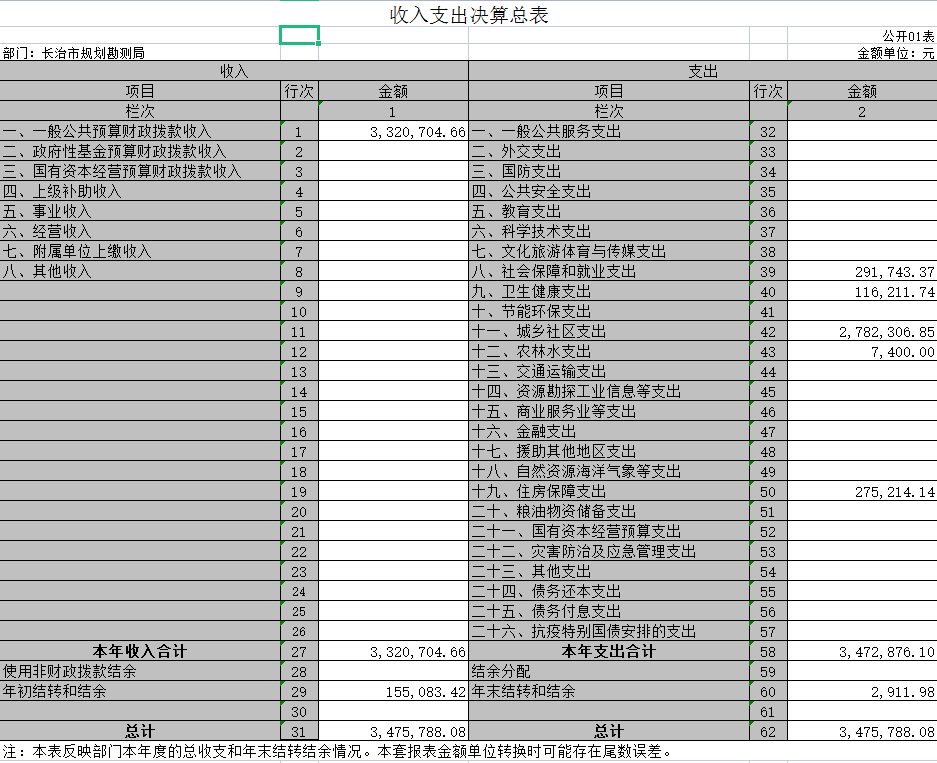 收入支出决算总表
公开01表
部门：长治市规划勘测局 金额单位：元
收入 支出
项目 行次 金额 项目 行次 金额
栏次 1 栏次 2
一、一般公共预算财政拨款收入 1 3,320,704.66 一、一般公共服务支出 32
二、政府性基金预算财政拨款收入 2 二、外交支出 33
三、国有资本经营预算财政拨款收入 3 三、国防支出 34
四、上级补助收入 4 四、公共安全支出 35
五、事业收入 5 五、教育支出 36
六、经营收入 6 六、科学技术支出 37
七、附属单位上缴收入 7 七、文化旅游体育与传媒支出 38
八、其他收入 8 八、社会保障和就业支出 39 291,743.37
9 九、卫生健康支出 40 116,211.74
10 十、节能环保支出 41
11 十一、城乡社区支出 42 2,782,306.85
12 十二、农林水支出 43 7,400.00
13 十三、交通运输支出 44
14 十四、资源勘探工业信息等支出 45
15 十五、商业服务业等支出 46
16 十六、金融支出 47
17 十七、援助其他地区支出 48
18 十八、自然资源海洋气象等支出 49
19 十九、住房保障支出 50 275,214.14
20 二十、粮油物资储备支出 51
21 二十一、国有资本经营预算支出 52
22 二十二、灾害防治及应急管理支出 53
23 二十三、其他支出 54
24 二十四、债务还本支出 55
25 二十五、债务付息支出 56
26 二十六、抗疫特别国债安排的支出 57
本年收入合计 27 3,320,704.66 本年支出合计 58 3,472,876.10
使用非财政拨款结余 28 结余分配 59
年初结转和结余 29 155,083.42 年末结转和结余 60 2,911.98
30 61
总计 31 3,475,788.08 总计 62 3,475,788.08
注：本表反映部门本年度的总收支和年末结转结余情况。本套报表金额单位转换时可能存在尾数误差。